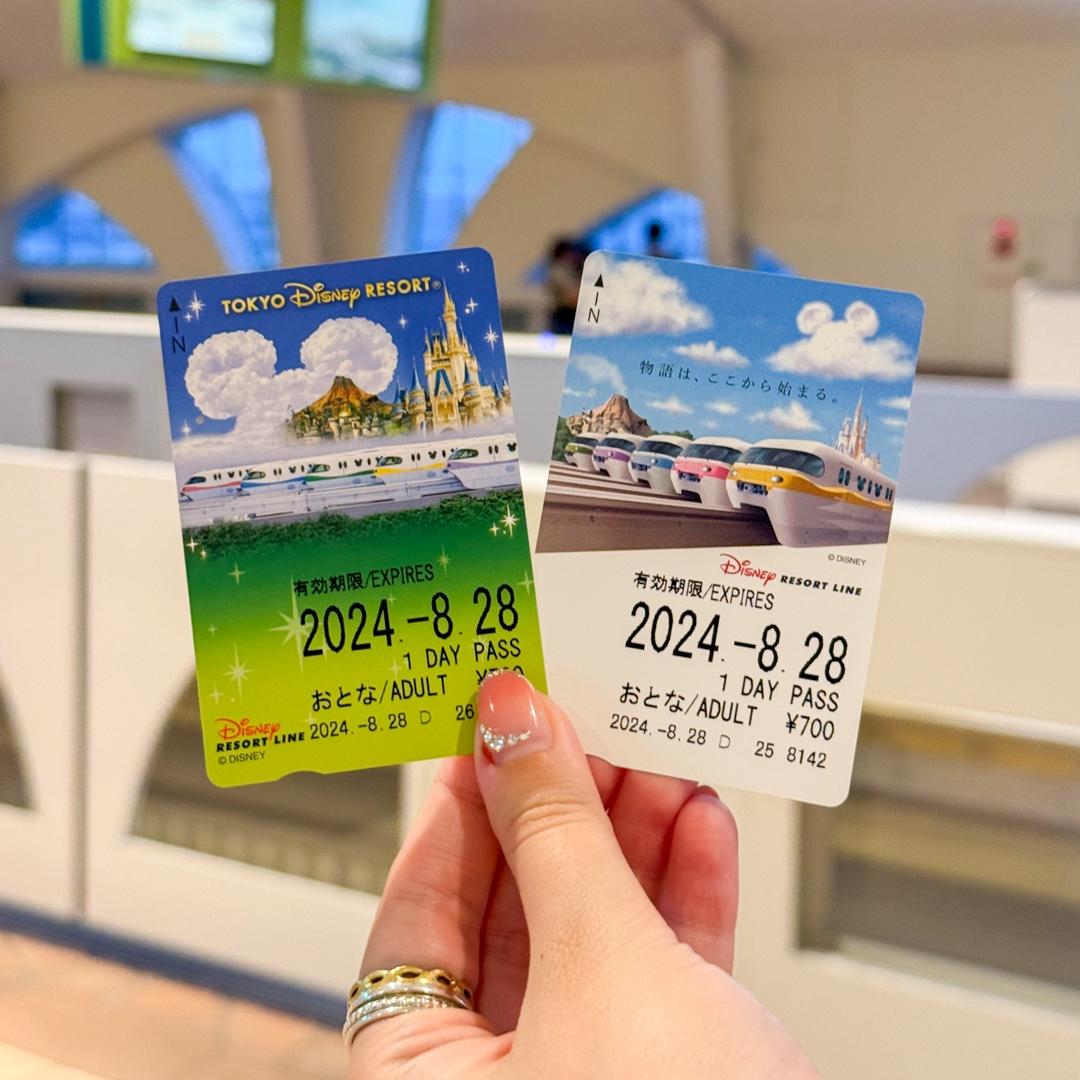 IN
TOKYO Disney RESORT®
有効期限/EXPIRES
2024.-8.28
1 DAY PASS
おとな/ADULT
2024.-8.28 D 26
Disney
RESORT LINE
© DISNEY
IN
物語は、ここから始まる。
© DISNEY
Disney RESORT LINE
有効期限/EXPIRES
2024.-8.28
1 DAY PASS
おとな/ADULT ¥700
2024.-8.28 D 25 8142